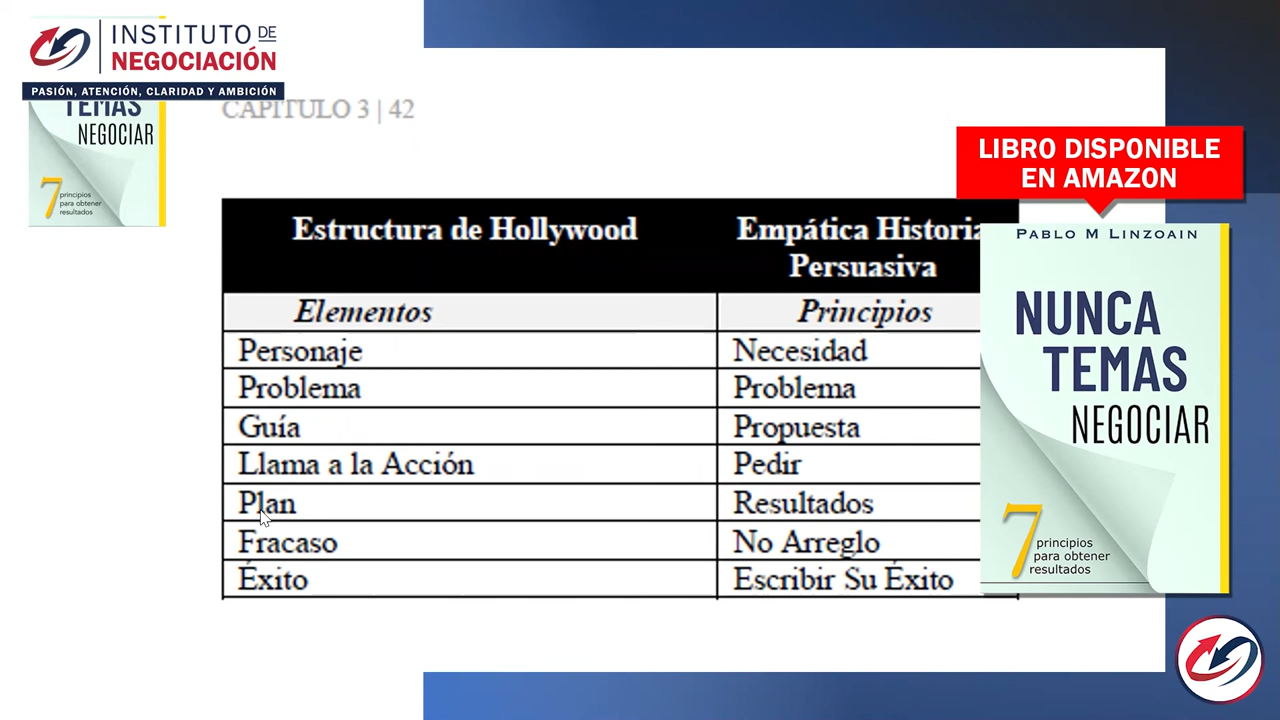 INSTITUTO DE
NEGOCIACIÓN
PASIÓN, ATENCIÓN, CLARIDAD Y AMBICIÓN
TEMAS
NEGOCIAR
7 principios
para obtener
resultados
CAPITULO 3 | 42
Estructura de Hollywood
Empática Historia
Persuasiva
Elementos
Principios
Personaje
Necesidad
Problema
Problema
Guía
Propuesta
Llama a la Acción
Pedir
Plan
Resultados
Fracaso
No Arreglo
Éxito
Escribir Su Éxito
LIBRO DISPONIBLE
EN AMAZON
PABLO M LINZOAIN
NUNCA
TEMAS
NEGOCIAR
7 principios
para obtener
resultados